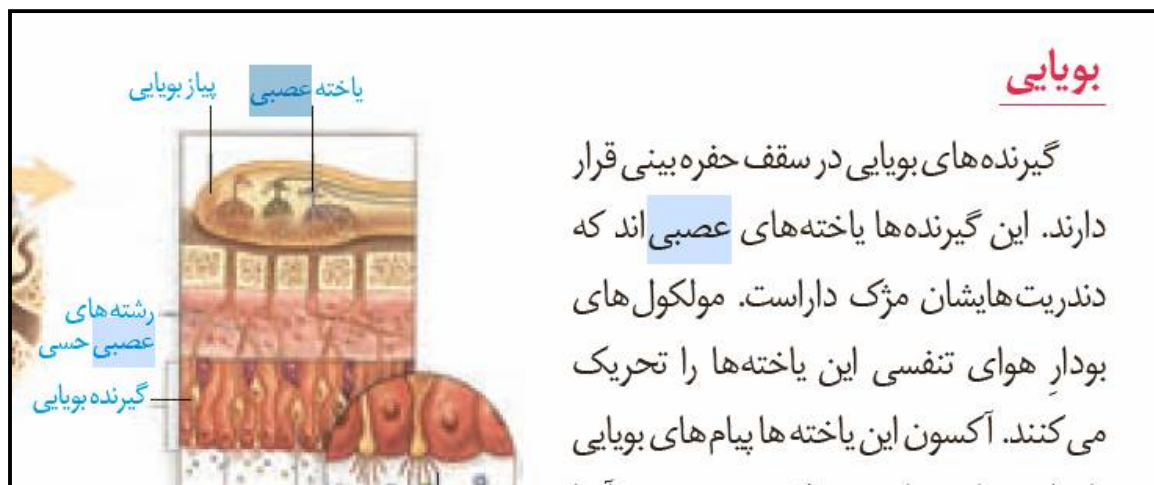 بویایی
گیرنده‌های بویایی در سقف حفره بینی قرار
دارند. این گیرنده‌ها یاخته‌های عصبی‌اند که
دندریت‌هایشان مژک داراست. مولکول‌های
بودارِ هوای تنفسی این یاخته‌ها را تحریک
می‌کنند. آکسون این یاخته‌ها پیام‌های بویایی
یاخته عصبی
پیاز بویایی
رشته‌های
عصبی حسی
گیرنده بویایی